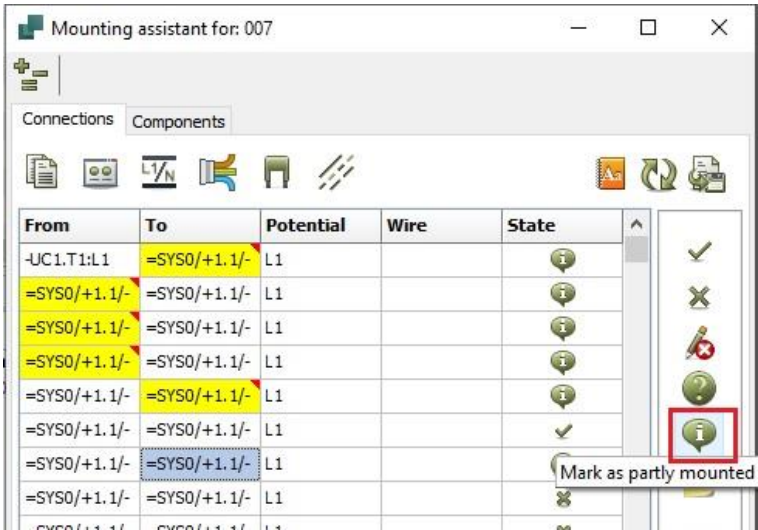 Mounting assistant for: 007
Connections Components
From To Potential Wire State
-UC1.T1:L1 =SYS0/+1.1/- L1
=SYS0/+1.1/- =SYS0/+1.1/- L1
=SYS0/+1.1/- =SYS0/+1.1/- L1
=SYS0/+1.1/- =SYS0/+1.1/- L1
=SYS0/+1.1/- =SYS0/+1.1/- L1
=SYS0/+1.1/- =SYS0/+1.1/- L1
=SYS0/+1.1/- =SYS0/+1.1/- L1
Mark as partly mounted
=SYS0/+1.1/- =SYS0/+1.1/- L1